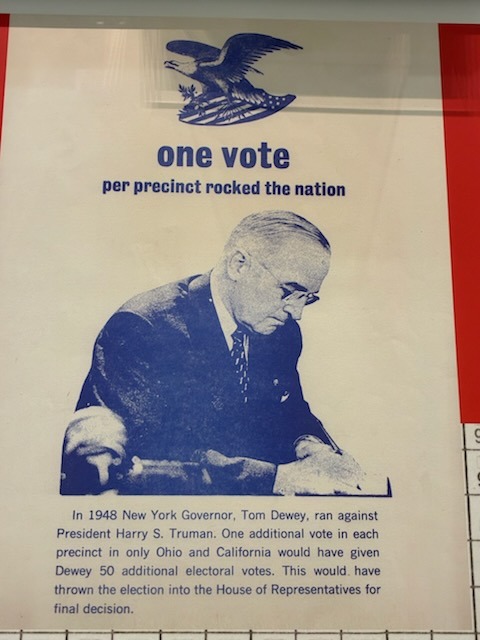 one vote
per precinct rocked the nation
In 1948 New York Governor, Tom Dewey, ran against
President Harry S. Truman. One additional vote in each
precinct in only Ohio and California would have given
Dewey 50 additional electoral votes. This would have
thrown the election into the House of Representatives for
final decision.